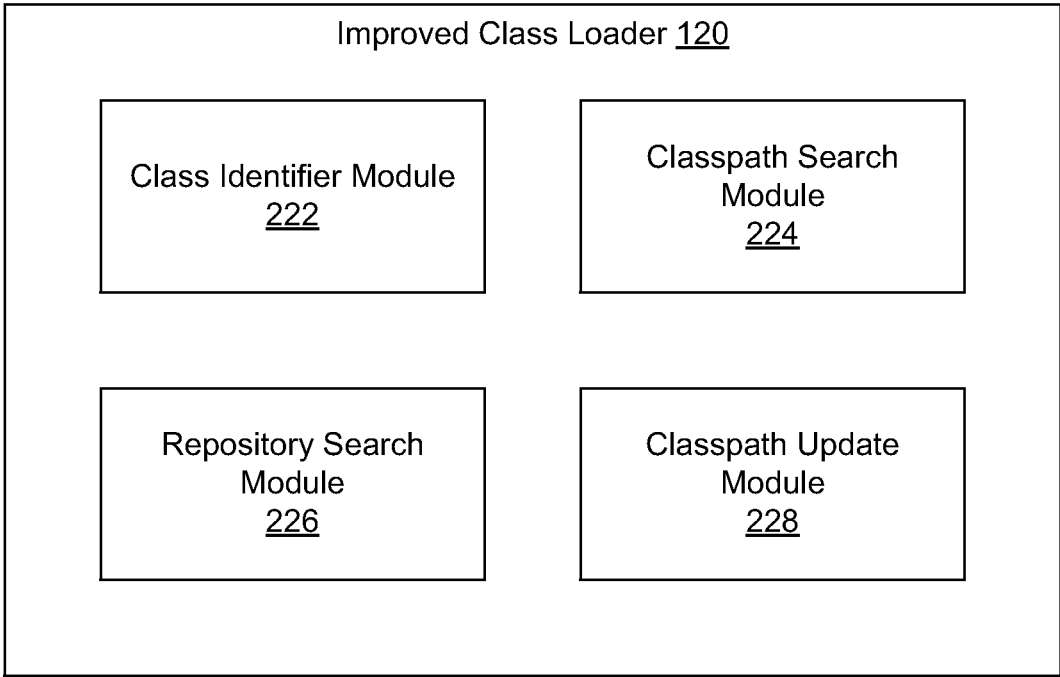 Improved Class Loader 120
Class Identifier Module
222
Classpath Search
Module
224
Repository Search
Module
226
Classpath Update
Module
228